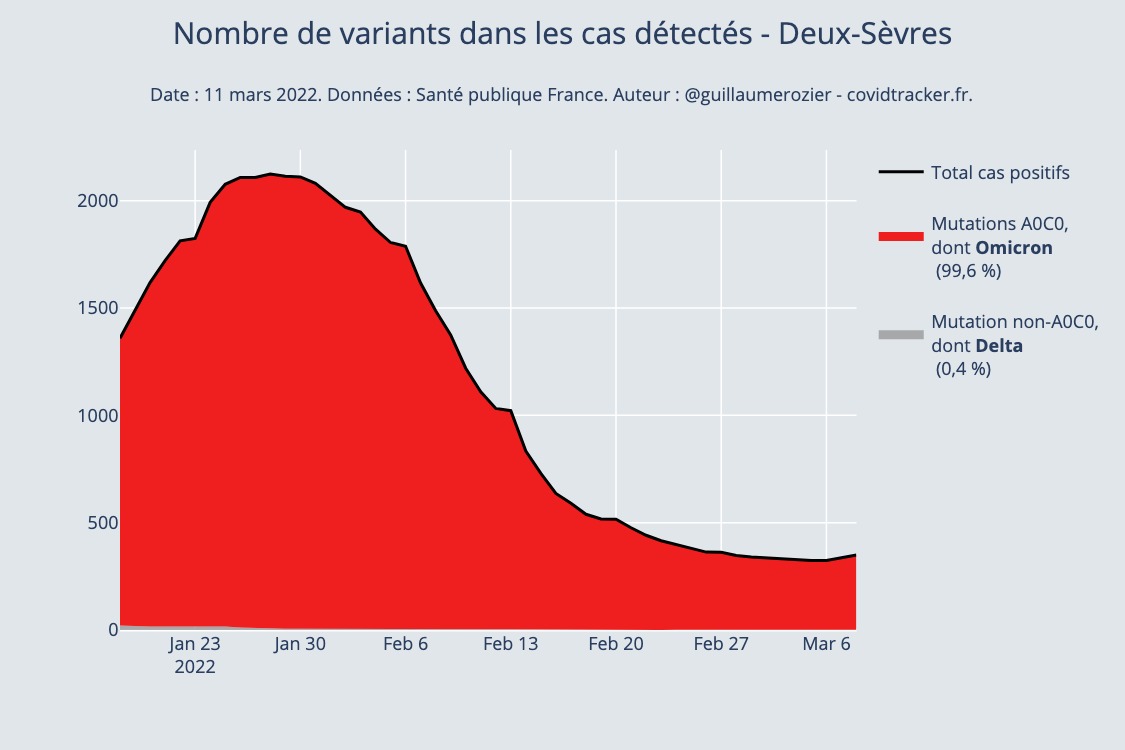 Nombre de variants dans les cas détectés - Deux-Sèvres
Date : 11 mars 2022. Données : Santé publique France. Auteur : @guillaumerozier - covidtracker.fr.
2000
1500
1000
500
0
Jan 23
2022
Jan 30
Feb 6
Feb 13
Feb 20
Feb 27
Mar 6
Total cas positifs
Mutations A0C0,
dont Omicron
(99,6 %)
Mutation non-A0C0,
dont Delta
(0,4 %)